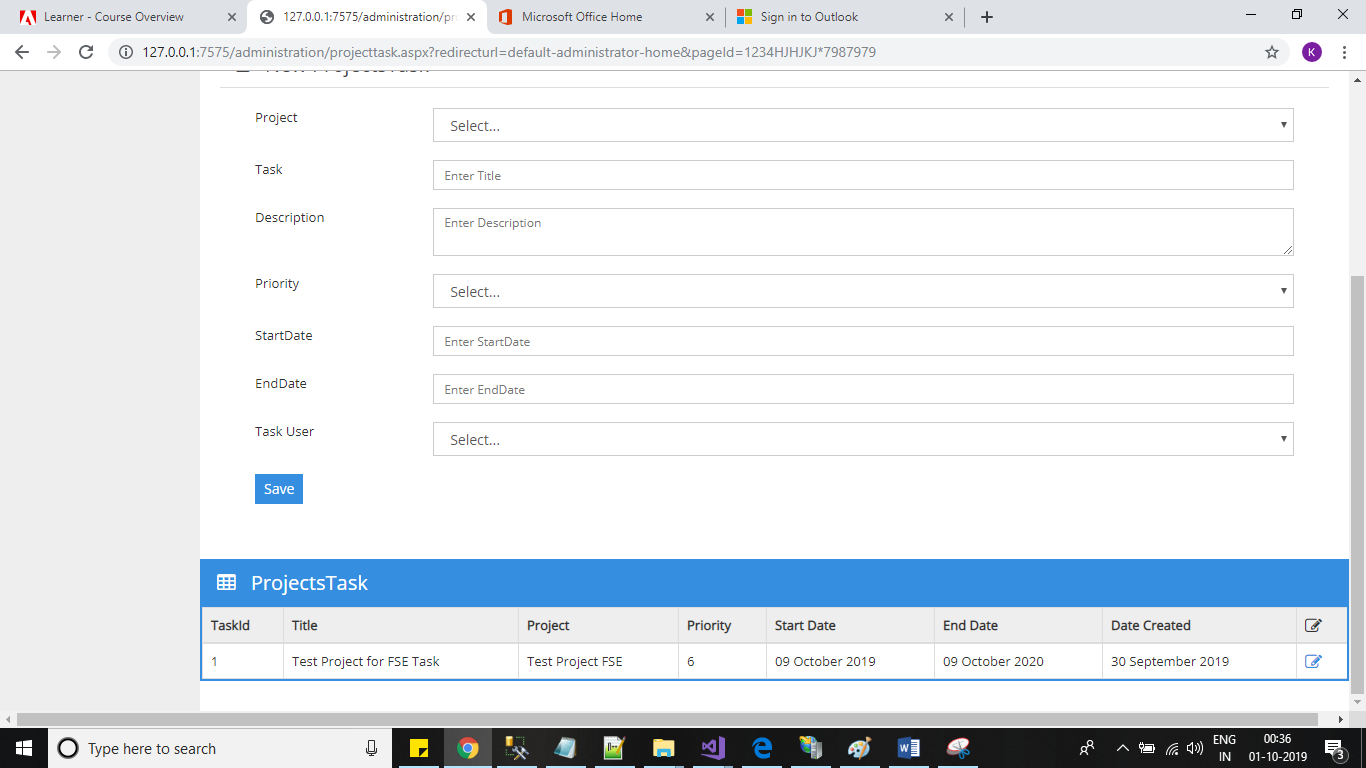 Learner - Course Overview
127.0.0.1:7575/administration/pro
Microsoft Office Home
Sign in to Outlook
127.0.0.1:7575/administration/projecttask.aspx?redirecturl=default-administrator-home&pageId=1234HJHJKJ*7987979
K
New ProjectsTask
Project
Select...
Task
Enter Title
Description
Enter Description
Priority
Select...
StartDate
Enter StartDate
EndDate
Enter EndDate
Task User
Select...
Save
ProjectsTask
TaskId Title Project Priority Start Date End Date Date Created
1 Test Project for FSE Task Test Project FSE 6 09 October 2019 09 October 2020 30 September 2019
Type here to search
ENG
IN
00:36
01-10-2019
3